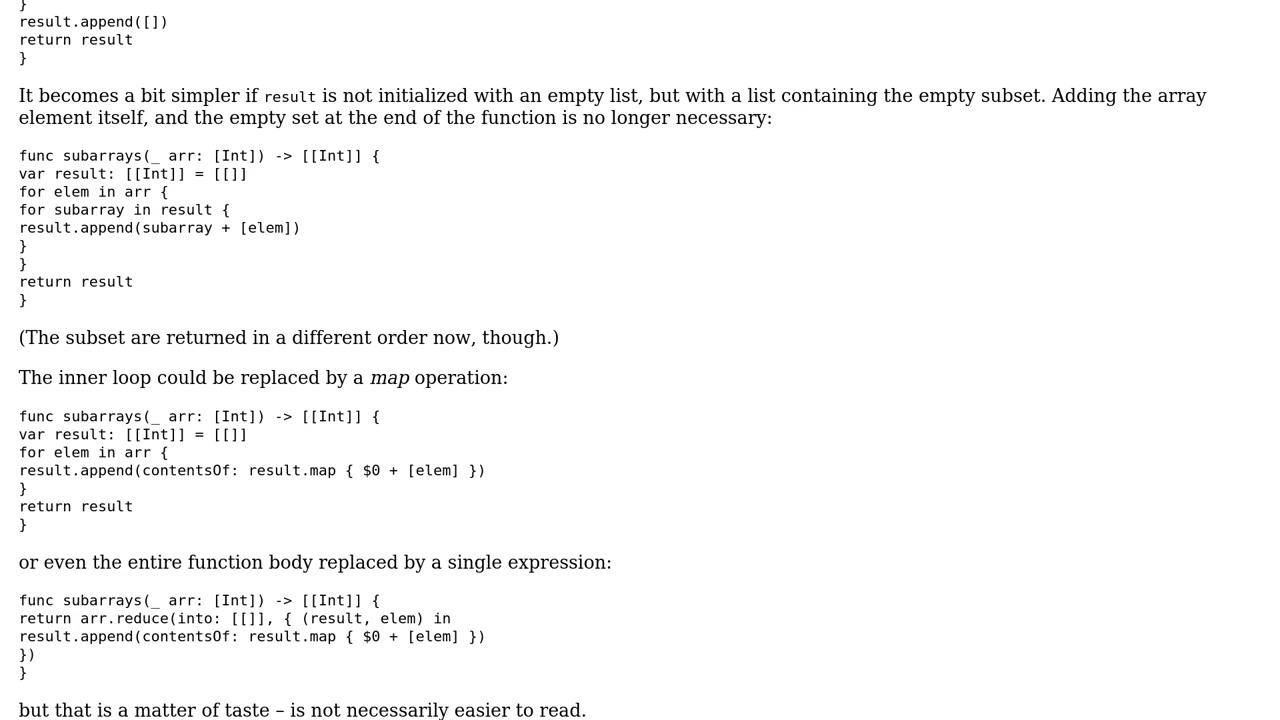 }
result.append([])
return result
}
It becomes a bit simpler if result is not initialized with an empty list, but with a list containing the empty subset. Adding the array
element itself, and the empty set at the end of the function is no longer necessary:
func subarrays(_ arr: [Int]) -> [[Int]] {
var result: [[Int]] = [[]]
for elem in arr {
for subarray in result {
result.append(subarray + [elem])
}
}
return result
}
(The subset are returned in a different order now, though.)
The inner loop could be replaced by a map operation:
func subarrays(_ arr: [Int]) -> [[Int]] {
var result: [[Int]] = [[]]
for elem in arr {
result.append(contentsOf: result.map { $0 + [elem] })
}
return result
}
or even the entire function body replaced by a single expression:
func subarrays(_ arr: [Int]) -> [[Int]] {
return arr.reduce(into: [[]], { (result, elem) in
result.append(contentsOf: result.map { $0 + [elem] })
})
}
but that is a matter of taste – is not necessarily easier to read.